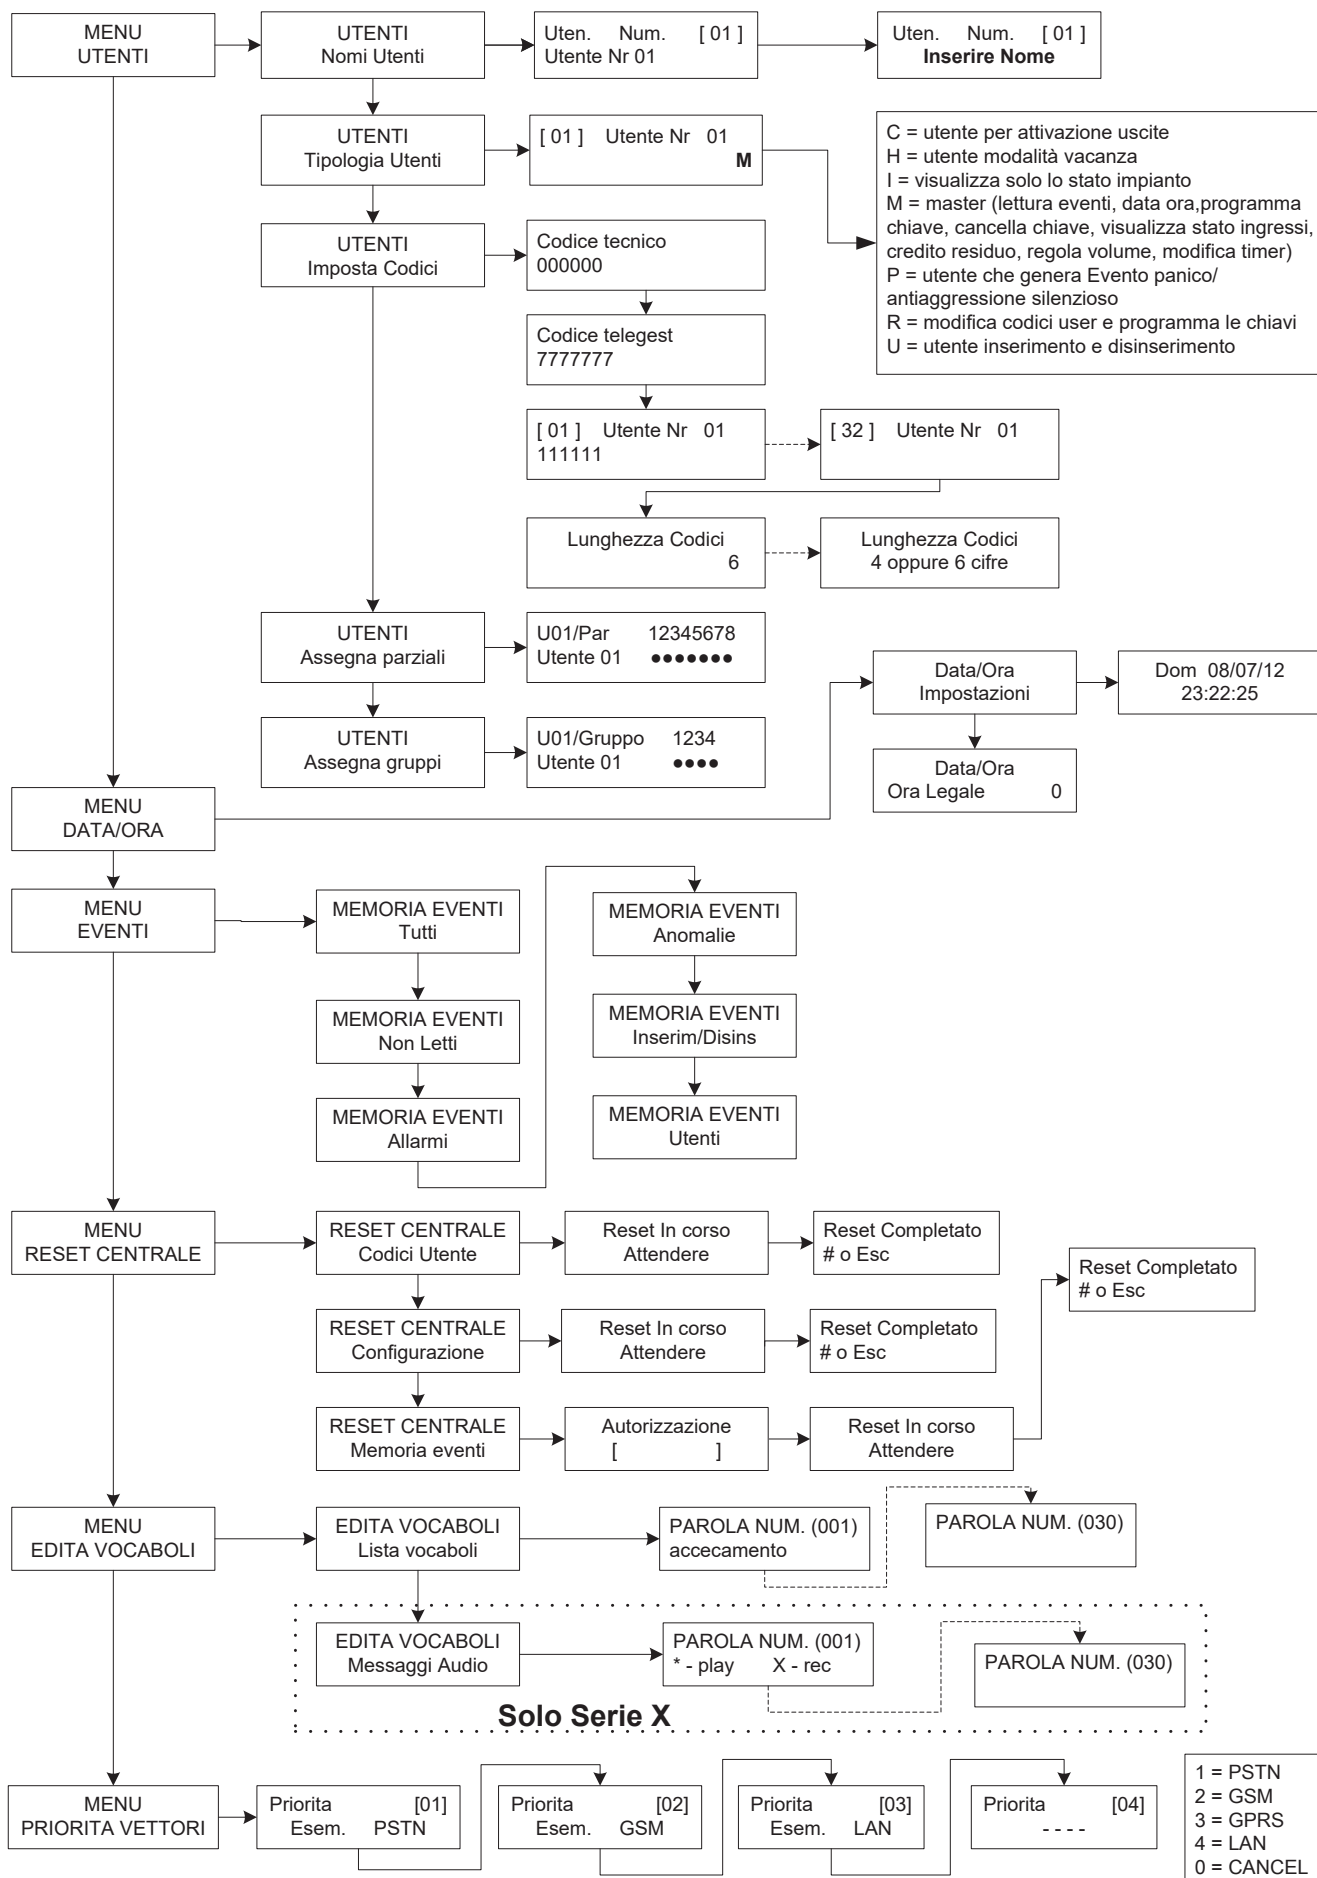 MENU
UTENTI
UTENTI
Nomi Utenti
Uten. Num. [ 01 ]
Utente Nr 01
Uten. Num. [ 01 ]
Inserire Nome
UTENTI
Tipologia Utenti
[ 01 ] Utente Nr 01
M
C = utente per attivazione uscite
H = utente modalità vacanza
I = visualizza solo lo stato impianto
M = master (lettura eventi, data ora,programma
chiave, cancella chiave, visualizza stato ingressi,
credito residuo, regola volume, modifica timer)
P = utente che genera Evento panico/
antiaggressione silenzioso
R = modifica codici user e programma le chiavi
U = utente inserimento e disinserimento
UTENTI
Imposta Codici
Codice tecnico
000000
Codice telegest
7777777
[ 01 ] Utente Nr 01
111111
[ 32 ] Utente Nr 01
Lunghezza Codici
6
Lunghezza Codici
4 oppure 6 cifre
UTENTI
Assegna parziali
U01/Par 12345678
Utente 01 ●●●●●●●
UTENTI
Assegna gruppi
U01/Gruppo 1234
Utente 01 ●●●●
MENU
DATA/ORA
Data/Ora
Impostazioni
Dom 08/07/12
23:22:25
Data/Ora
Ora Legale 0
MENU
EVENTI
MEMORIA EVENTI
Tutti
MEMORIA EVENTI
Non Letti
MEMORIA EVENTI
Allarmi
MEMORIA EVENTI
Anomalie
MEMORIA EVENTI
Inserim/Disins
MEMORIA EVENTI
Utenti
MENU
RESET CENTRALE
RESET CENTRALE
Codici Utente
Reset In corso
Attendere
Reset Completato
# o Esc
RESET CENTRALE
Configurazione
Reset In corso
Attendere
Reset Completato
# o Esc
RESET CENTRALE
Memoria eventi
Autorizzazione
[ ]
Reset In corso
Attendere
Reset Completato
# o Esc
MENU
EDITA VOCABOLI
EDITA VOCABOLI
Lista vocaboli
PAROLA NUM. (001)
accecamento
PAROLA NUM. (030)
EDITA VOCABOLI
Messaggi Audio
PAROLA NUM. (001)
* - play X - rec
PAROLA NUM. (030)
Solo Serie X
MENU
PRIORITA VETTORI
Priorita [01]
Esem. PSTN
Priorita [02]
Esem. GSM
Priorita [03]
Esem. LAN
Priorita [04]
- - - -
1 = PSTN
2 = GSM
3 = GPRS
4 = LAN
0 = CANCEL